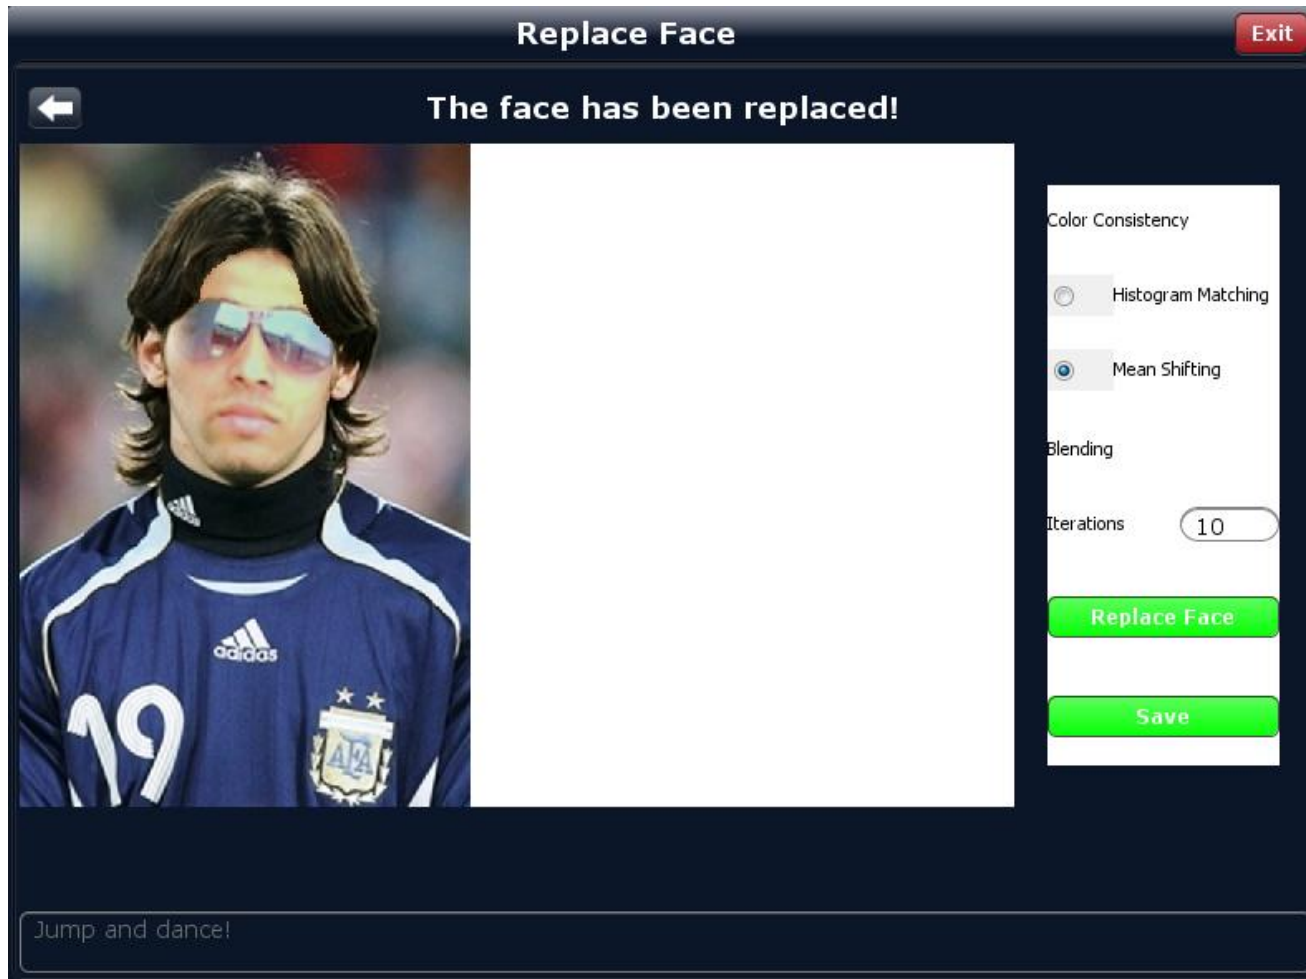 Replace Face
Exit
The face has been replaced!
Color Consistency
Histogram Matching
Mean Shifting
Blending
Iterations 10
Replace Face
Save
adidas
19
AFA
Jump and dance!